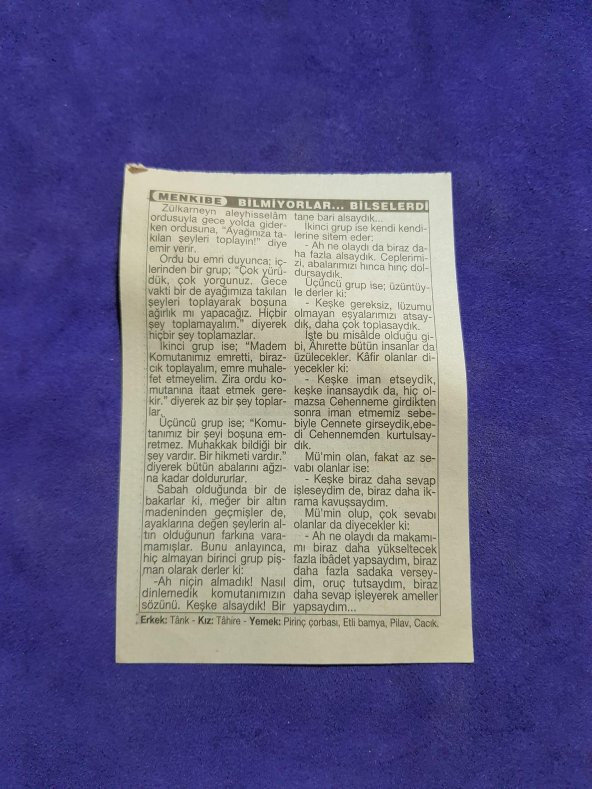 MENKIBE BİLMİYORLAR... BİLSELERDİ
Zülkarneyn aleyhisselâm
ordusuyla gece yolda gider-
ken ordusuna, “Ayağınıza ta-
kılan şeyleri toplayın!” diye
emir verir.
Ordu bu emri duyunca; iç-
lerinden bir grup; “Çok yürü-
dük, çok yorgunuz. Gece
vakti bir de ayağımıza takılan
şeyleri toplayarak boşuna
ağırlık mı yapacağız. Hiçbir
şey toplamayalım.” diyerek
hiçbir şey toplamazlar.
İkinci grup ise; “Madem
Komutanımız emretti, biraz-
cık toplayalım, emre muhale-
fet etmeyelim. Zira ordu ko-
mutanına itaat etmek gere-
kir.” diyerek az bir şey toplar-
lar.
Üçüncü grup ise; “Komu-
tanımız bir şeyi boşuna em-
retmez. Muhakkak bildiği bir
şey vardır. Bir hikmeti vardır.”
diyerek bütün abalarını ağzı-
na kadar doldururlar.
Sabah olduğunda bir de
bakarlar ki, meğer bir altın
madeninden geçmişler de,
ayaklarına değen şeylerin al-
tın olduğunun farkına vara-
mamışlar. Bunu anlayınca,
hiç almayan birinci grup piş-
man olarak derler ki:
-Ah niçin almadık! Nasıl
dinlemedik komutanımızın
sözünü. Keşke alsaydık! Bir
tane bari alsaydık...
İkinci grup ise kendi kendi-
lerine sitem eder:
- Ah ne olaydı da biraz da-
ha fazla alsaydık. Ceplerimi-
zi, abalarımızı hınca hınç dol-
dursaydık.
Üçüncü grup ise; üzüntüy-
le derler ki:
- Keşke gereksiz, lüzumu
olmayan eşyalarımızı atsay-
dık, daha çok toplasaydık.
İşte bu misâlde olduğu gi-
bi, Âhırette bütün insanlar da
üzülecekler. Kâfir olanlar di-
yecekler ki:
- Keşke iman etseydik,
keşke inansaydık da, hiç ol-
mazsa Cehenneme girdikten
sonra iman etmemiz sebe-
biyle Cennete girseydik,ebe-
di Cehennemden kurtulsay-
dık.
Mü'min olan, fakat az se-
vabı olanlar ise:
- Keşke biraz daha sevap
işleseydim de, biraz daha ik-
rama kavuşsaydım.
Mü'min olup, çok sevabı
olanlar da diyecekler ki:
- Ah ne olaydı da makamı-
mı biraz daha yükseltecek
fazla ibâdet yapsaydım, biraz
daha fazla sadaka versey-
dim, oruç tutsaydım, biraz
daha sevap işleyerek ameller
yapsaydım...
Erkek: Târık - Kız: Tâhire - Yemek: Pirinç çorbası, Etli bamya, Pilav, Cacık.